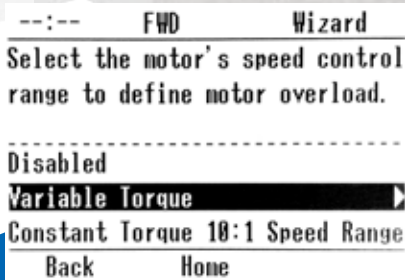 --:-- FWD Wizard
Select the motor's speed control
range to define motor overload.
Disabled
Variable Torque
Constant Torque 10:1 Speed Range
Back Home